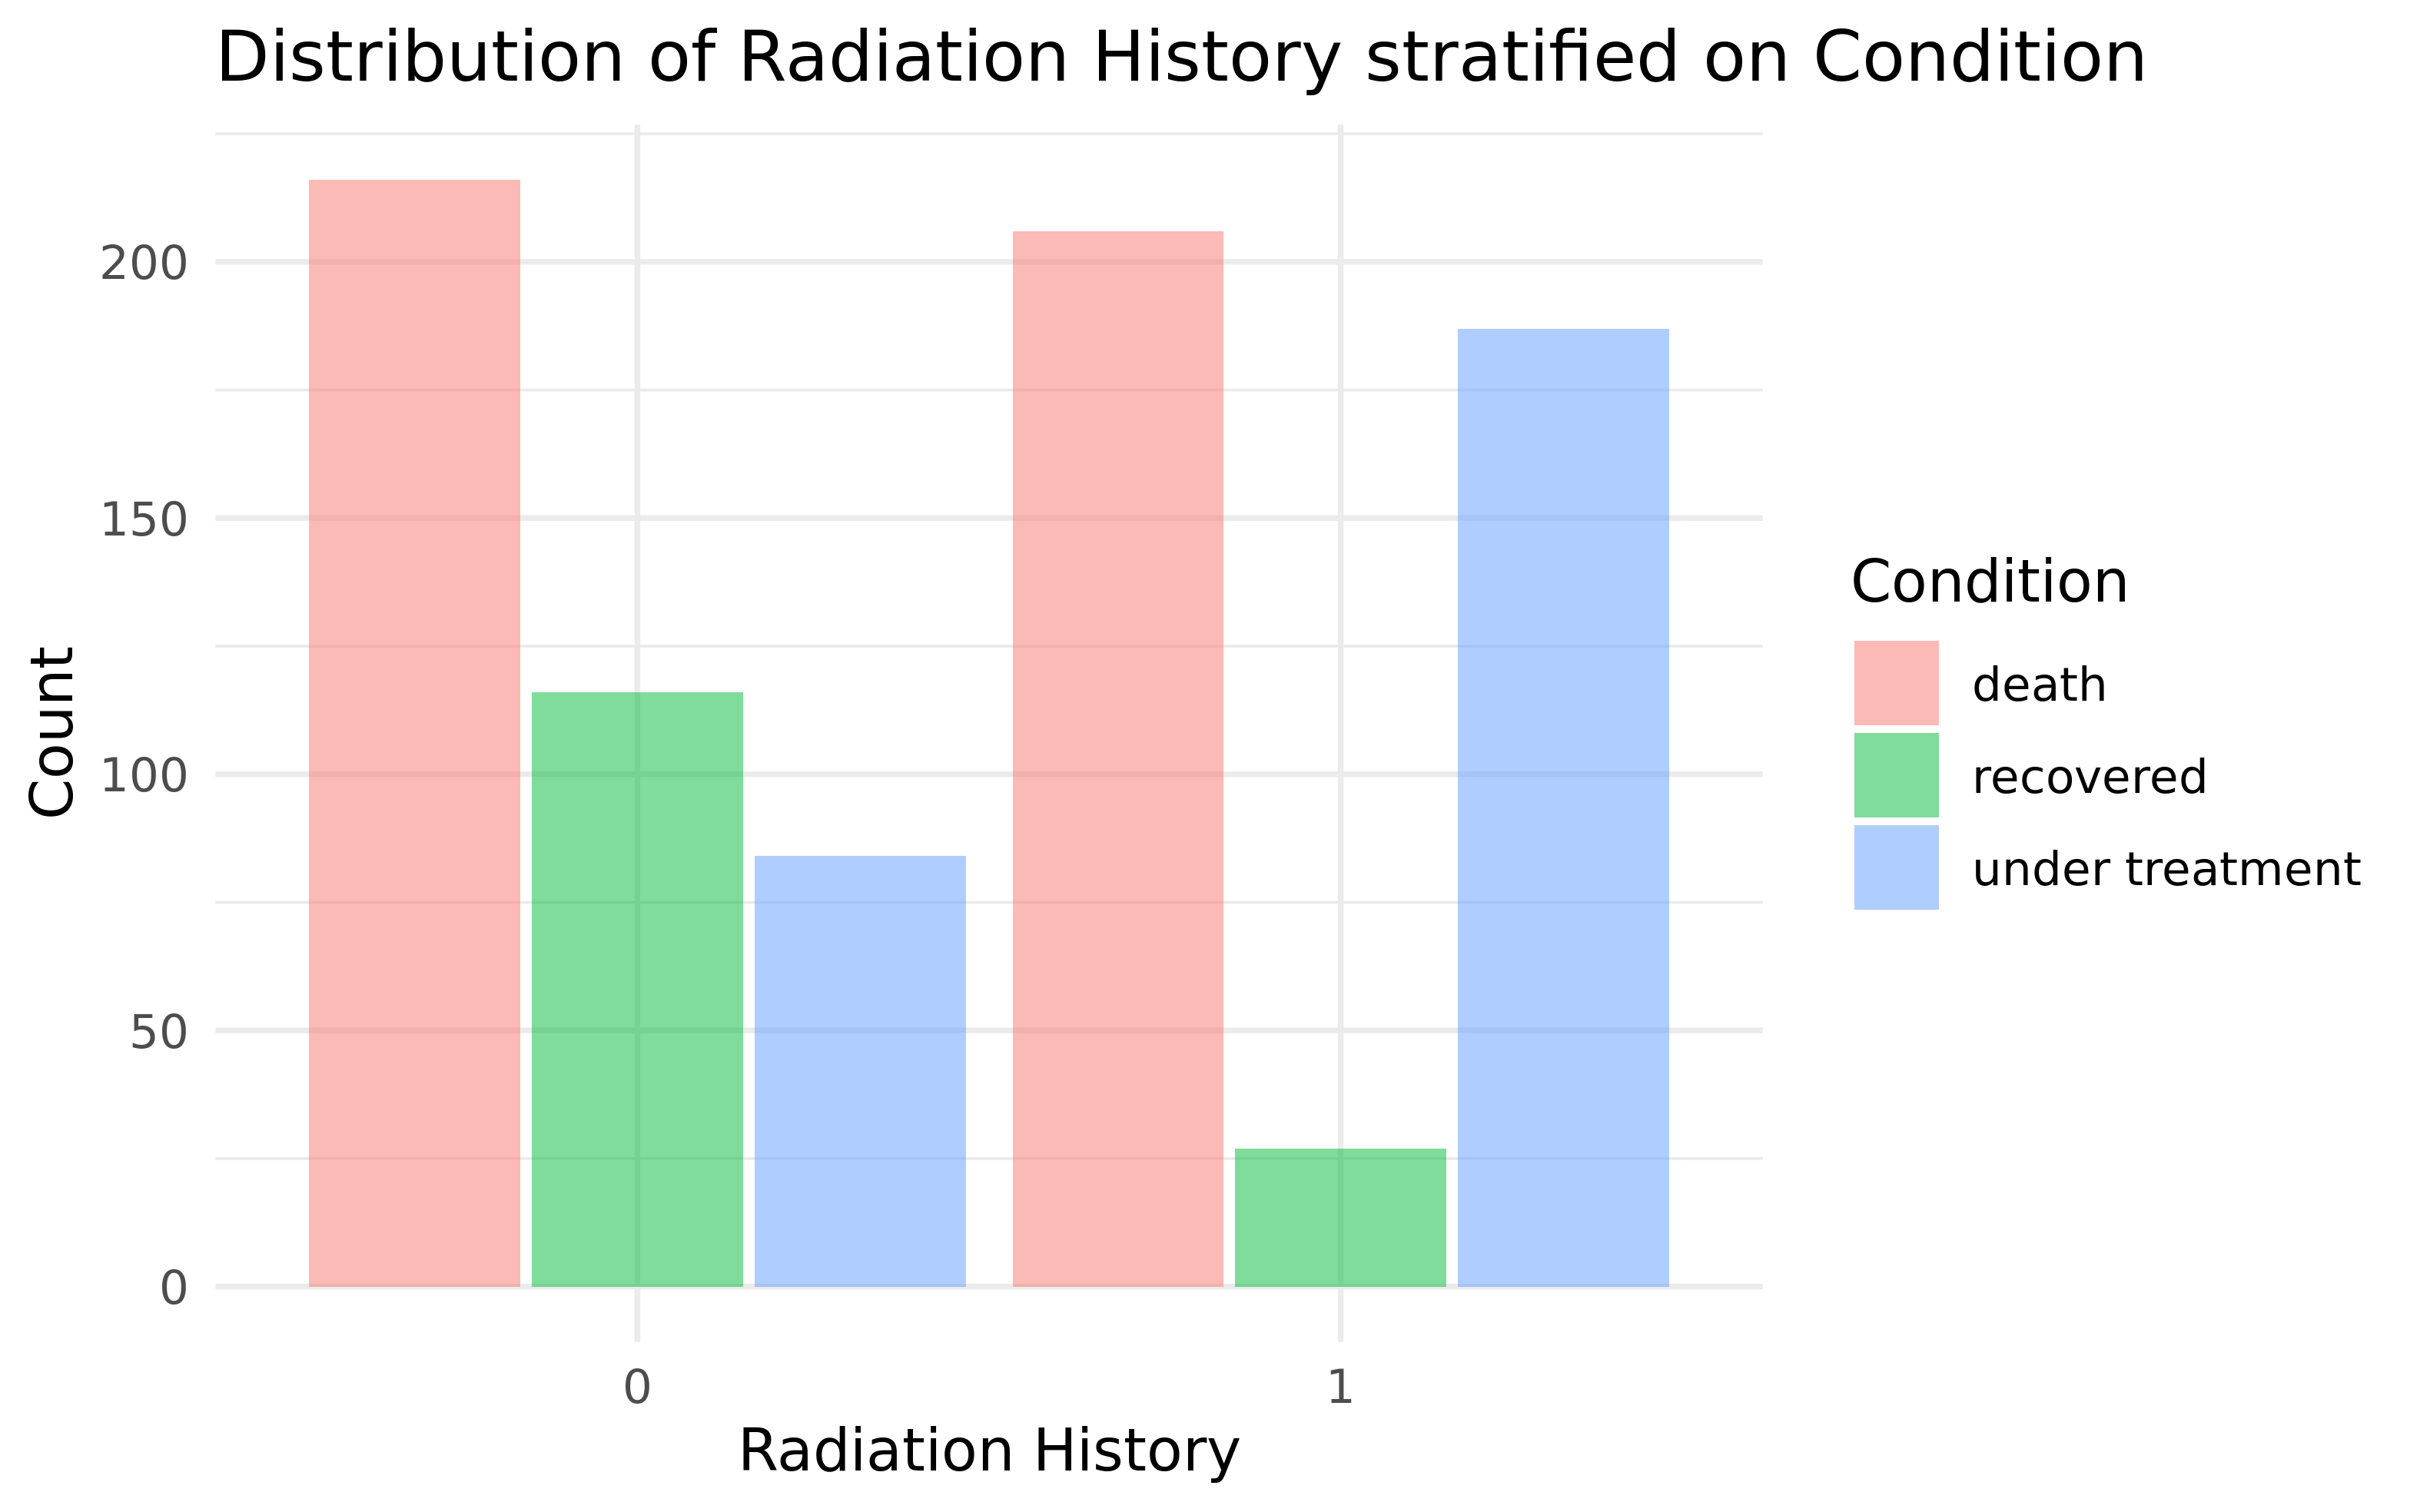 Distribution of Radiation History stratified on Condition
Count
200
150
100
50
0
0 1
Radiation History
Condition
death
recovered
under treatment